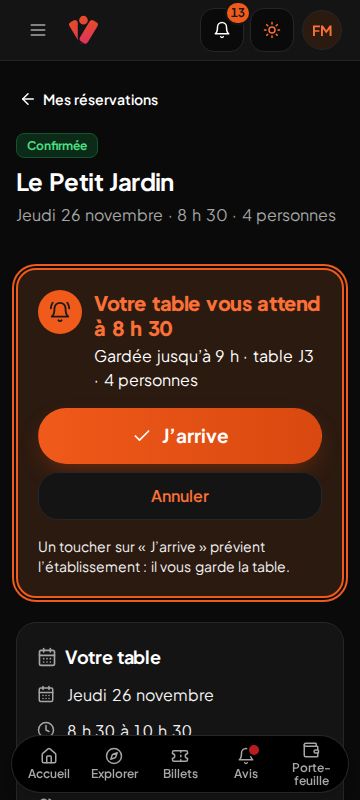 13
FM
Mes réservations
Confirmée
Le Petit Jardin
Jeudi 26 novembre · 8 h 30 · 4 personnes
Votre table vous attend
à 8 h 30
Gardée jusqu’à 9 h · table J3
· 4 personnes
J’arrive
Annuler
Un toucher sur « J’arrive » prévient
l’établissement : il vous garde la table.
Votre table
Jeudi 26 novembre
8 h 30 à 10 h 30
Accueil
Explorer
Billets
Avis
Porte-
feuille